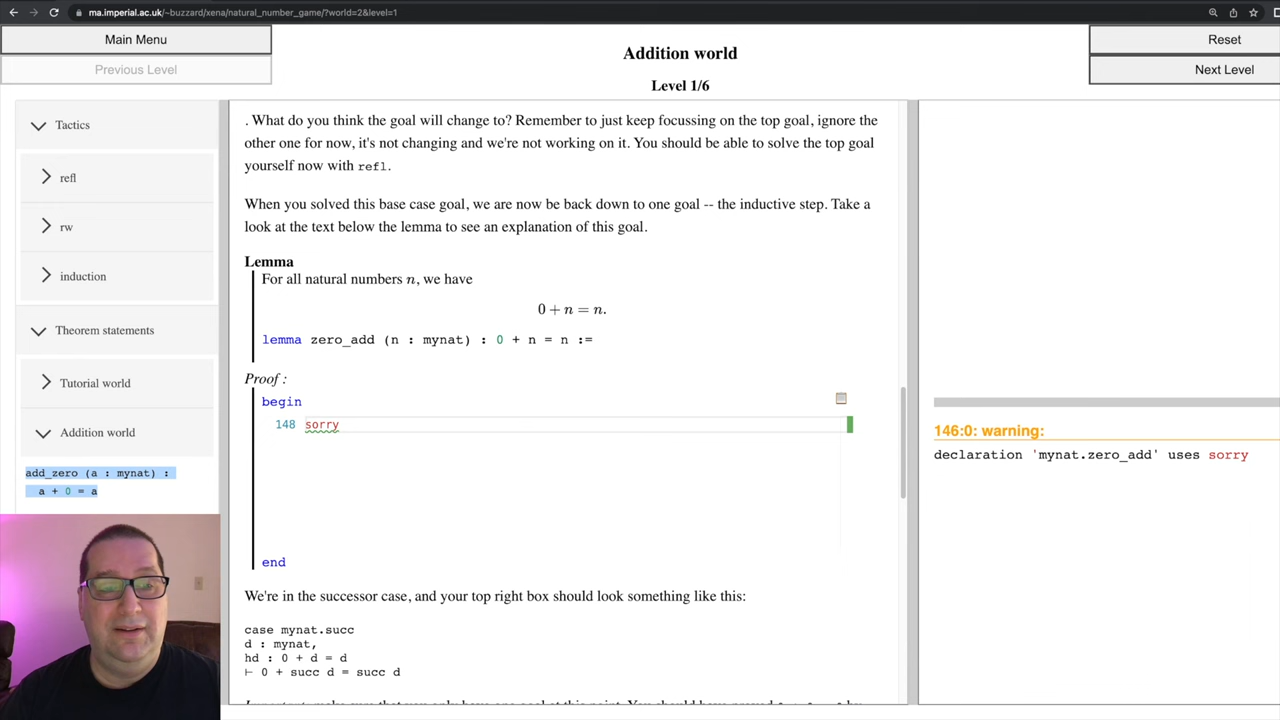 ma.imperial.ac.uk/~buzzard/xena/natural_number_game/?world=2&level=1
Main Menu
Previous Level
Addition world
Level 1/6
Reset
Next Level
Tactics
refl
rw
induction
Theorem statements
Tutorial world
Addition world
add_zero (a : mynat) :
a + 0 = a
. What do you think the goal will change to? Remember to just keep focussing on the top goal, ignore the
other one for now, it's not changing and we're not working on it. You should be able to solve the top goal
yourself now with refl.
When you solved this base case goal, we are now be back down to one goal -- the inductive step. Take a
look at the text below the lemma to see an explanation of this goal.
Lemma
For all natural numbers n, we have
0 + n = n.
lemma zero_add (n : mynat) : 0 + n = n :=
Proof :
begin
148 sorry
end
We're in the successor case, and your top right box should look something like this:
case mynat.succ
d : mynat,
hd : 0 + d = d
⊢ 0 + succ d = succ d
146:0: warning:
declaration 'mynat.zero_add' uses sorry